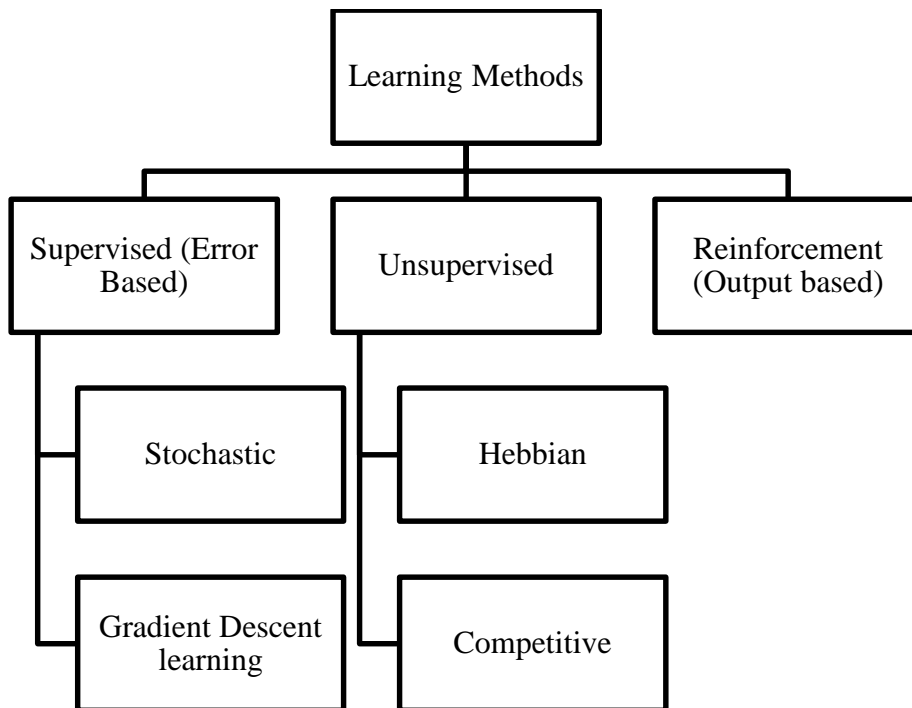 Learning Methods
Supervised (Error
Based)
Unsupervised
Reinforcement
(Output based)
Stochastic
Hebbian
Gradient Descent
learning
Competitive